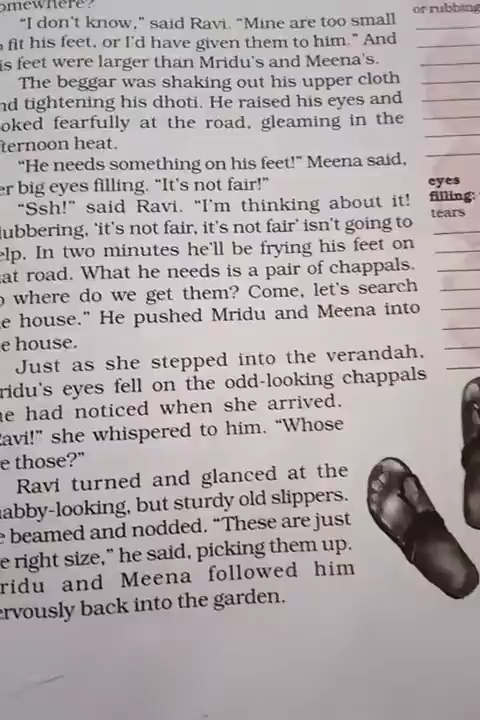 omewhere?
"I don't know," said Ravi. "Mine are too small
fit his feet, or I'd have given them to him." And
is feet were larger than Mridu's and Meena's.
The beggar was shaking out his upper cloth
nd tightening his dhoti. He raised his eyes and
oked fearfully at the road, gleaming in the
ternoon heat.
"He needs something on his feet!" Meena said,
er big eyes filling. "It's not fair!"
"Ssh!" said Ravi. "I'm thinking about it!
lubbering, 'it's not fair, it's not fair' isn't going to
elp. In two minutes he'll be frying his feet on
at road. What he needs is a pair of chappals.
o where do we get them? Come, let's search
e house." He pushed Mridu and Meena into
e house.
Just as she stepped into the verandah,
ridu's eyes fell on the odd-looking chappals
he had noticed when she arrived.
Ravi!" she whispered to him. "Whose
e those?"
Ravi turned and glanced at the
abby-looking, but sturdy old slippers.
e beamed and nodded. "These are just
e right size," he said, picking them up.
ridu and Meena followed him
ervously back into the garden.
or rubbing
eyes
filling:
tears